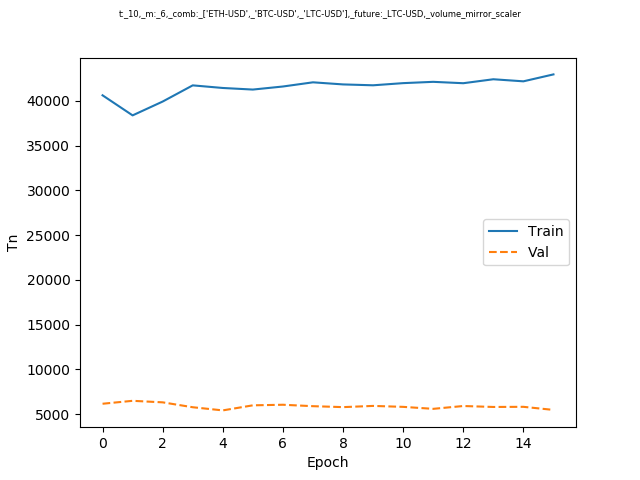 t:_10,_m:_6,_comb:_['ETH-USD',_'BTC-USD',_'LTC-USD'],_future:_LTC-USD,_volume_mirror_scaler
40000
35000
30000
25000
20000
15000
10000
5000
Tn
Train
Val
0 2 4 6 8 10 12 14
Epoch